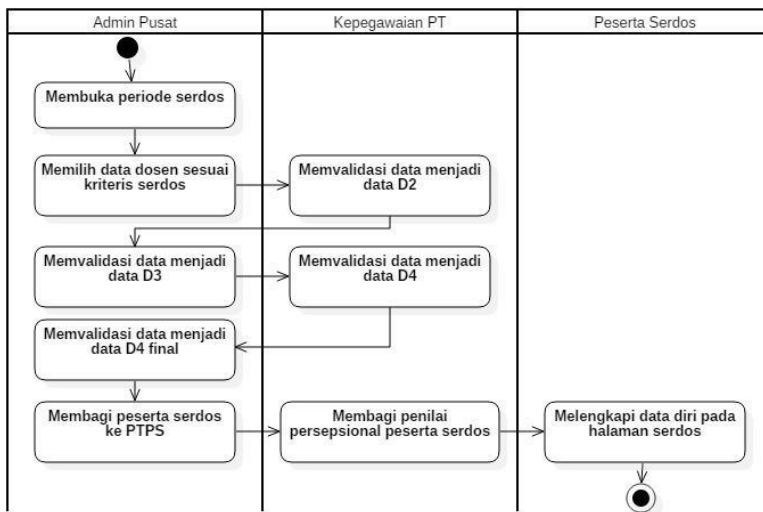 Admin Pusat
Kepegawaian PT
Peserta Serdos
Membuka periode serdos
Memilih data dosen sesuai
kriteris serdos
Memvalidasi data menjadi
data D2
Memvalidasi data menjadi
data D3
Memvalidasi data menjadi
data D4
Memvalidasi data menjadi
data D4 final
Membagi peserta serdos
ke PTPS
Membagi penilai
persepsional peserta serdos
Melengkapi data diri pada
halaman serdos